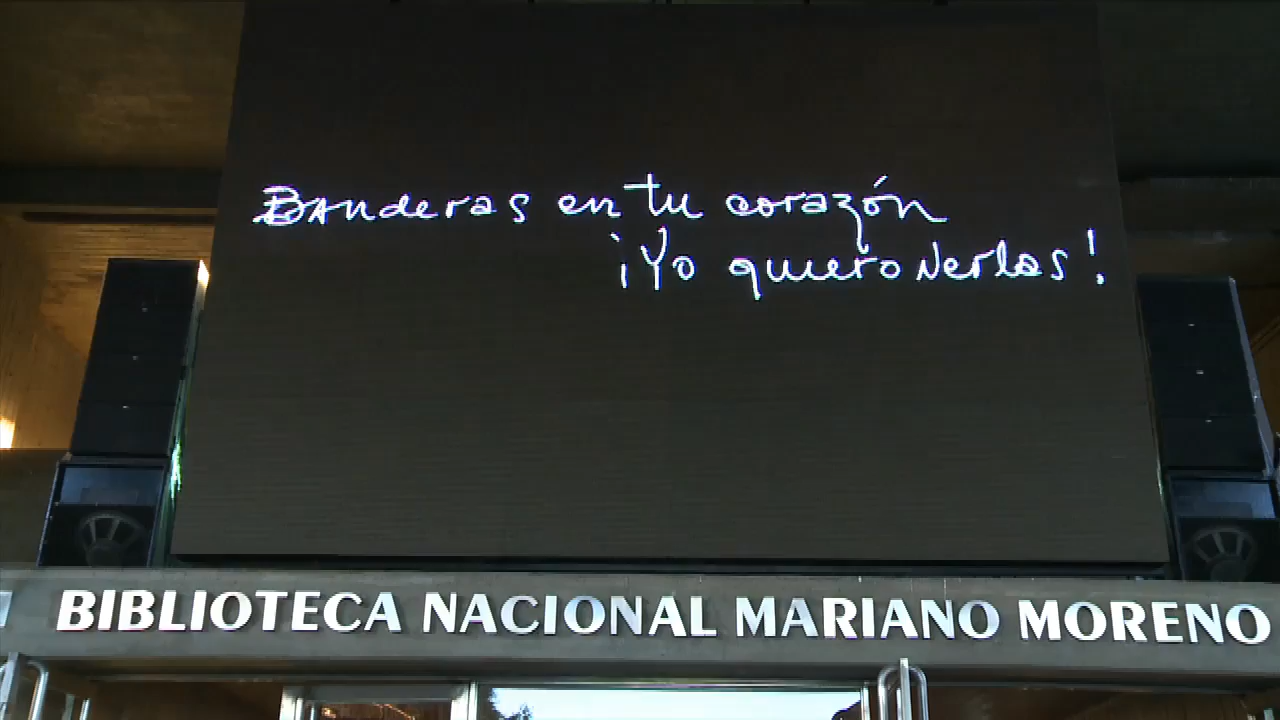 Banderas en tu corazón
¡Yo quiero verlas!
BIBLIOTECA NACIONAL MARIANO MORENO